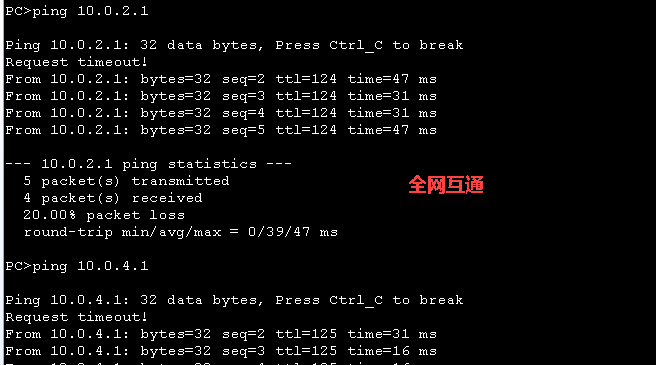 PC>ping 10.0.2.1
Ping 10.0.2.1: 32 data bytes, Press Ctrl_C to break
Request timeout!
From 10.0.2.1: bytes=32 seq=2 ttl=124 time=47 ms
From 10.0.2.1: bytes=32 seq=3 ttl=124 time=31 ms
From 10.0.2.1: bytes=32 seq=4 ttl=124 time=31 ms
From 10.0.2.1: bytes=32 seq=5 ttl=124 time=47 ms
--- 10.0.2.1 ping statistics ---
5 packet(s) transmitted
4 packet(s) received
20.00% packet loss
round-trip min/avg/max = 0/39/47 ms
全网互通
PC>ping 10.0.4.1
Ping 10.0.4.1: 32 data bytes, Press Ctrl_C to break
Request timeout!
From 10.0.4.1: bytes=32 seq=2 ttl=125 time=31 ms
From 10.0.4.1: bytes=32 seq=3 ttl=125 time=16 ms